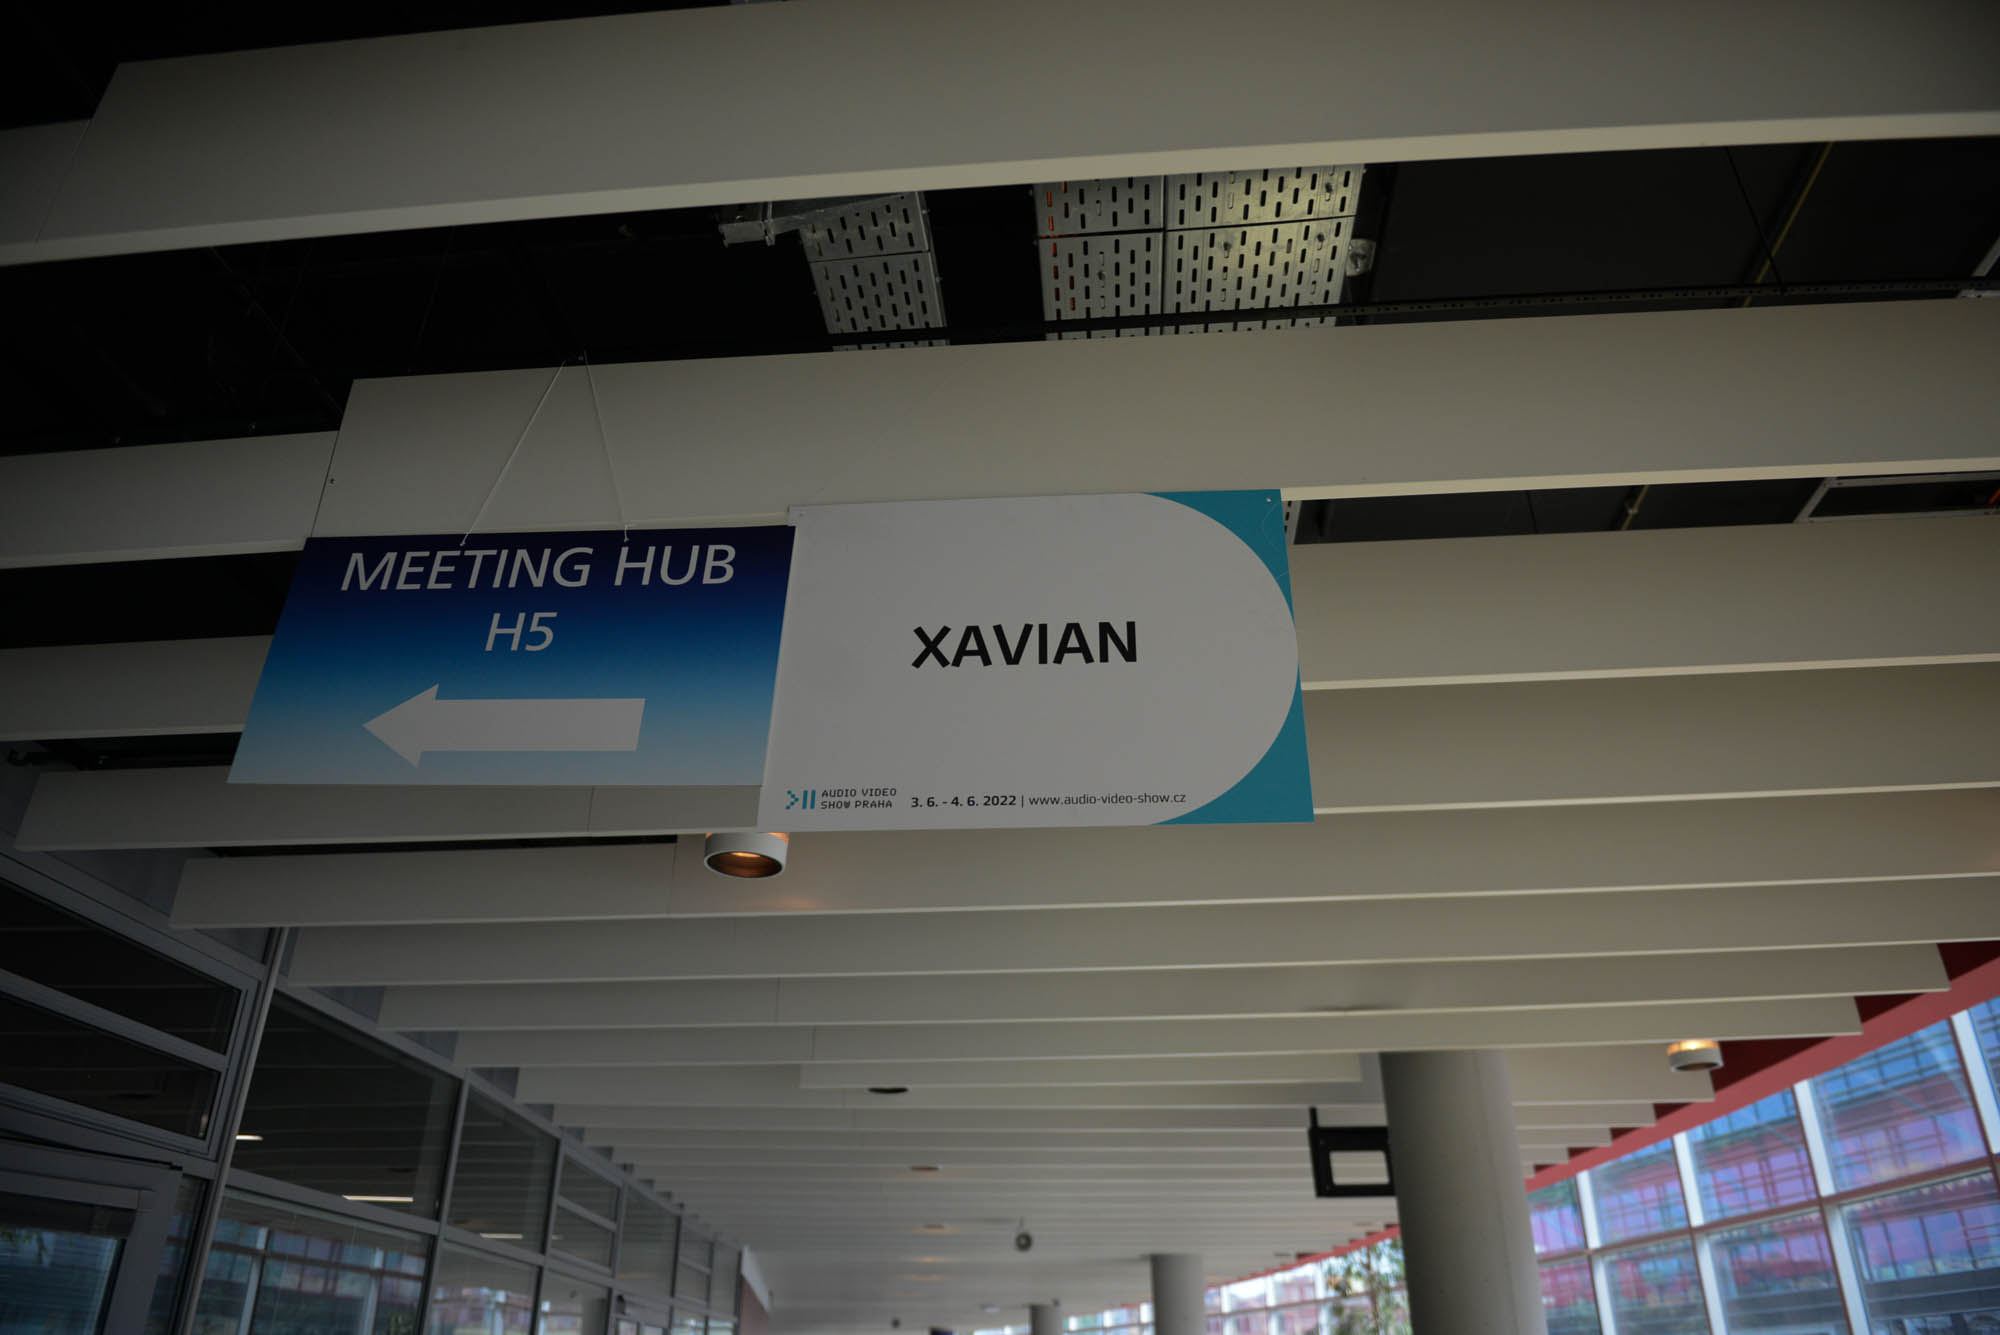 MEETING HUB
H5
XAVIAN
AUDIO VIDEO
SHOW PRAHA
3. 6. - 4. 6. 2022 | www.audio-video-show.cz